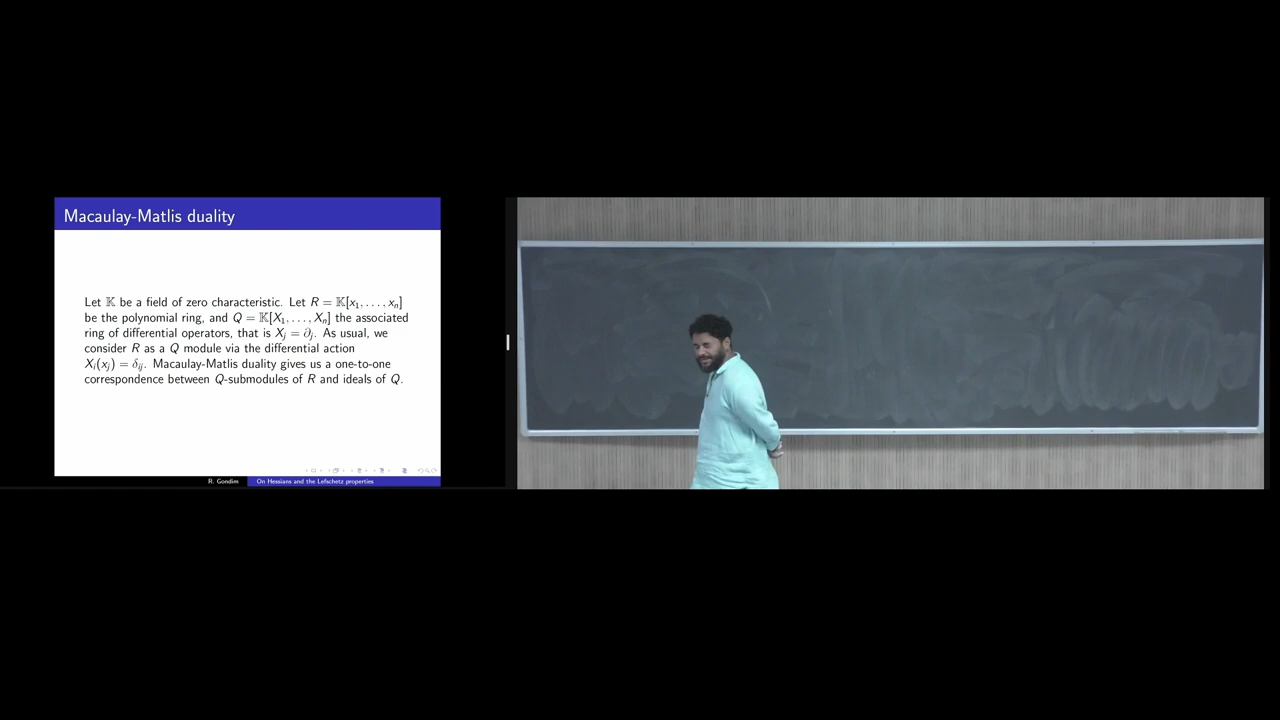 Macaulay-Matlis duality
Let 𝕂 be a field of zero characteristic. Let R = 𝕂[x₁, . . . , xₙ]
be the polynomial ring, and Q = 𝕂[X₁, . . . , Xₙ] the associated
ring of differential operators, that is Xⱼ = ∂ⱼ. As usual, we
consider R as a Q module via the differential action
Xᵢ(xⱼ) = δᵢⱼ. Macaulay-Matlis duality gives us a one-to-one
correspondence between Q-submodules of R and ideals of Q.
R. Gondim On Hessians and the Lefschetz properties